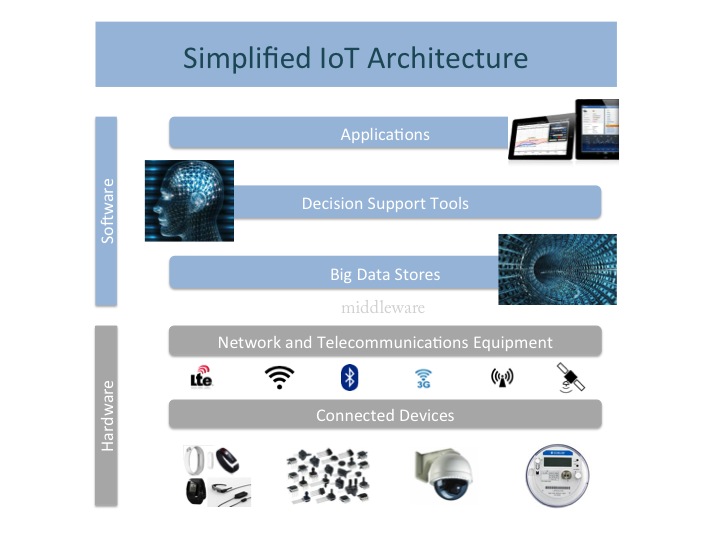 Simplified IoT Architecture
Software
Applications
Decision Support Tools
Big Data Stores
middleware
Hardware
Network and Telecommunications Equipment
Lte
3G
Connected Devices